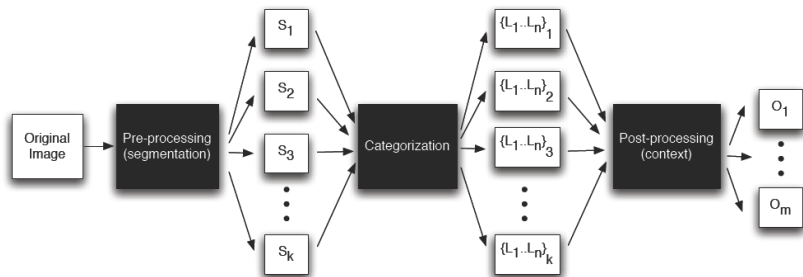 Original
Image
Pre-processing
(segmentation)
S1
S2
S3
Sk
Categorization
{L1..Ln}1
{L1..Ln}2
{L1..Ln}3
{L1..Ln}k
Post-processing
(context)
O1
Om